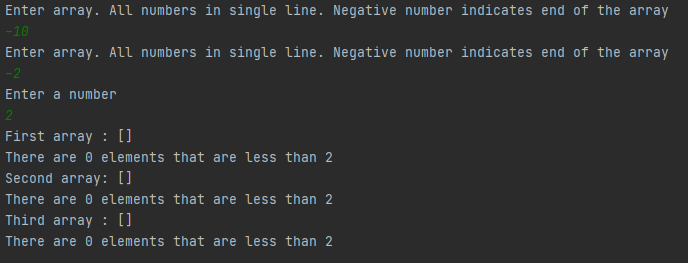 Enter array. All numbers in single line. Negative number indicates end of the array
-10
Enter array. All numbers in single line. Negative number indicates end of the array
-2
Enter a number
2
First array : []
There are 0 elements that are less than 2
Second array: []
There are 0 elements that are less than 2
Third array : []
There are 0 elements that are less than 2